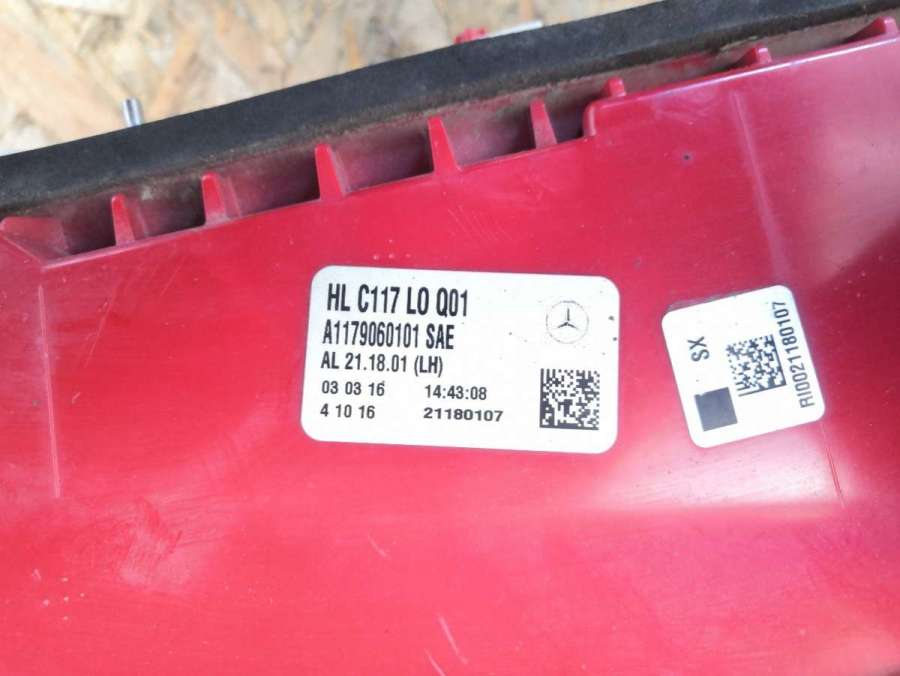 HL C117 LO Q01
A1179060101 SAE
AL 21.18.01 (LH)
03 03 16 14:43:08
4 10 16 21180107
SX
RI00021180107